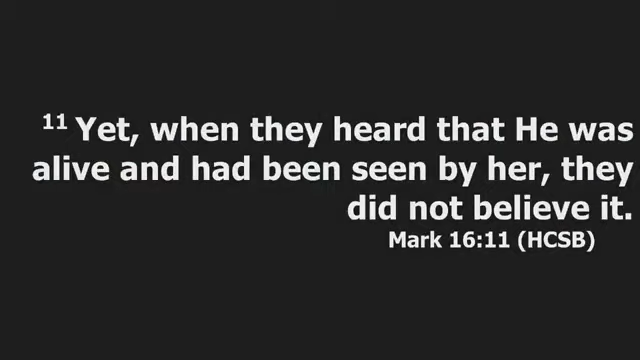 11 Yet, when they heard that He was
alive and had been seen by her, they
did not believe it.
Mark 16:11 (HCSB)